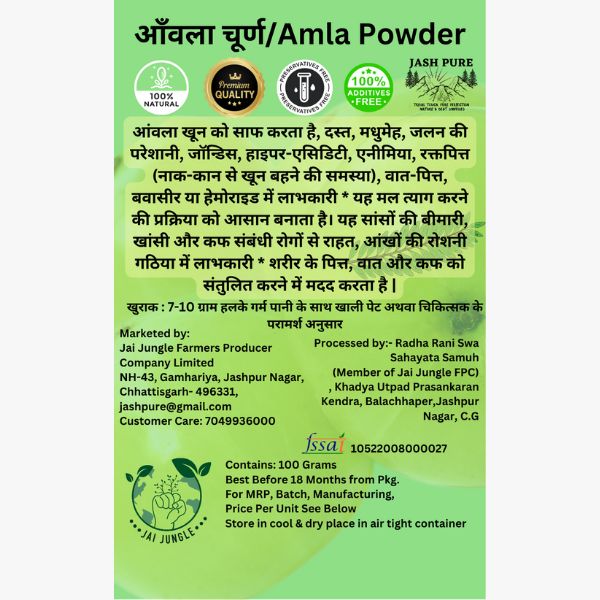 आँवला चूर्ण/Amla Powder
100%
NATURAL
Premium
QUALITY
PRESERVATIVES FREE
PRESERVATIVES FREE
100%
ADDITIVES
FREE
JASH PURE
आंवला खून को साफ करता है, दस्त, मधुमेह, जलन की
परेशानी, जॉन्डिस, हाइपर-एसिडिटी, एनीमिया, रक्तपित्त
(नाक-कान से खून बहने की समस्या), वात-पित्त,
बवासीर या हेमोराइड में लाभकारी * यह मल त्याग करने
की प्रक्रिया को आसान बनाता है। यह सांसों की बीमारी,
खांसी और कफ संबंधी रोगों से राहत, आंखों की रोशनी
गठिया में लाभकारी * शरीर के पित्त, वात और कफ को
संतुलित करने में मदद करता है |
खुराक : 7-10 ग्राम हलके गर्म पानी के साथ खाली पेट अथवा चिकित्सक के
परामर्श अनुसार
Marketed by:
Jai Jungle Farmers Producer
Company Limited
NH-43, Gamhariya, Jashpur Nagar,
Chhattisgarh- 496331,
jashpure@gmail.com
Customer Care: 7049936000
Processed by:- Radha Rani Swa
Sahayata Samuh
(Member of Jai Jungle FPC)
, Khadya Utpad Prasankaran
Kendra, Balachhaper,Jashpur
Nagar, C.G
fssai 10522008000027
Contains: 100 Grams
Best Before 18 Months from Pkg.
For MRP, Batch, Manufacturing,
Price Per Unit See Below
Store in cool & dry place in air tight container
JAI JUNGLE